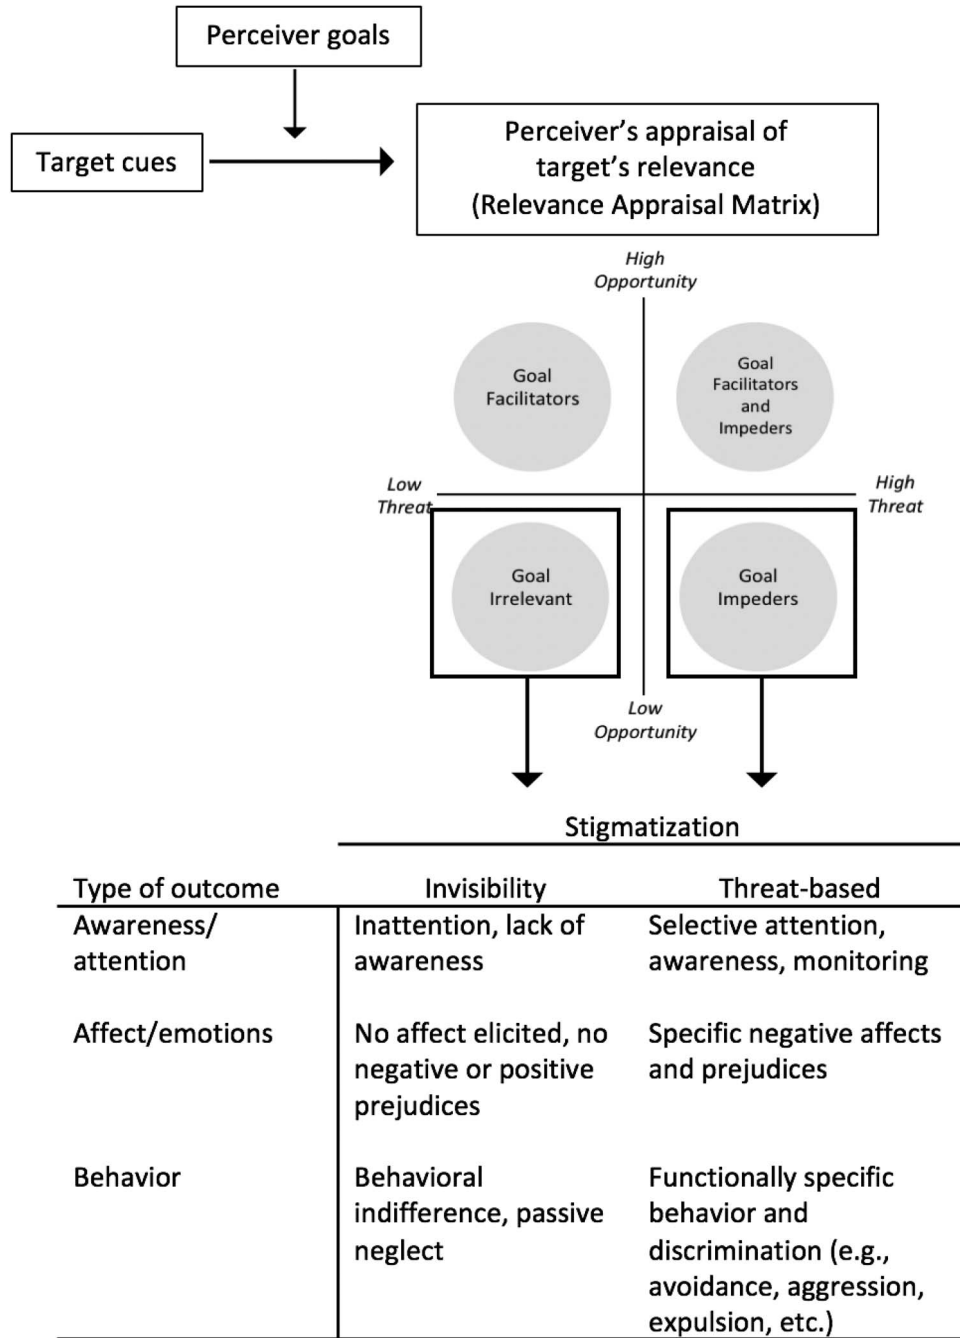 Perceiver goals
Target cues
Perceiver’s appraisal of
target’s relevance
(Relevance Appraisal Matrix)
High
Opportunity
Goal
Facilitators
Goal
Facilitators
and
Impeders
Low
Threat
High
Threat
Goal
Irrelevant
Goal
Impeders
Low
Opportunity
Stigmatization
Type of outcome
Invisibility
Threat-based
Awareness/
attention
Inattention, lack of
awareness
Selective attention,
awareness, monitoring
Affect/emotions
No affect elicited, no
negative or positive
prejudices
Specific negative affects
and prejudices
Behavior
Behavioral
indifference, passive
neglect
Functionally specific
behavior and
discrimination (e.g.,
avoidance, aggression,
expulsion, etc.)